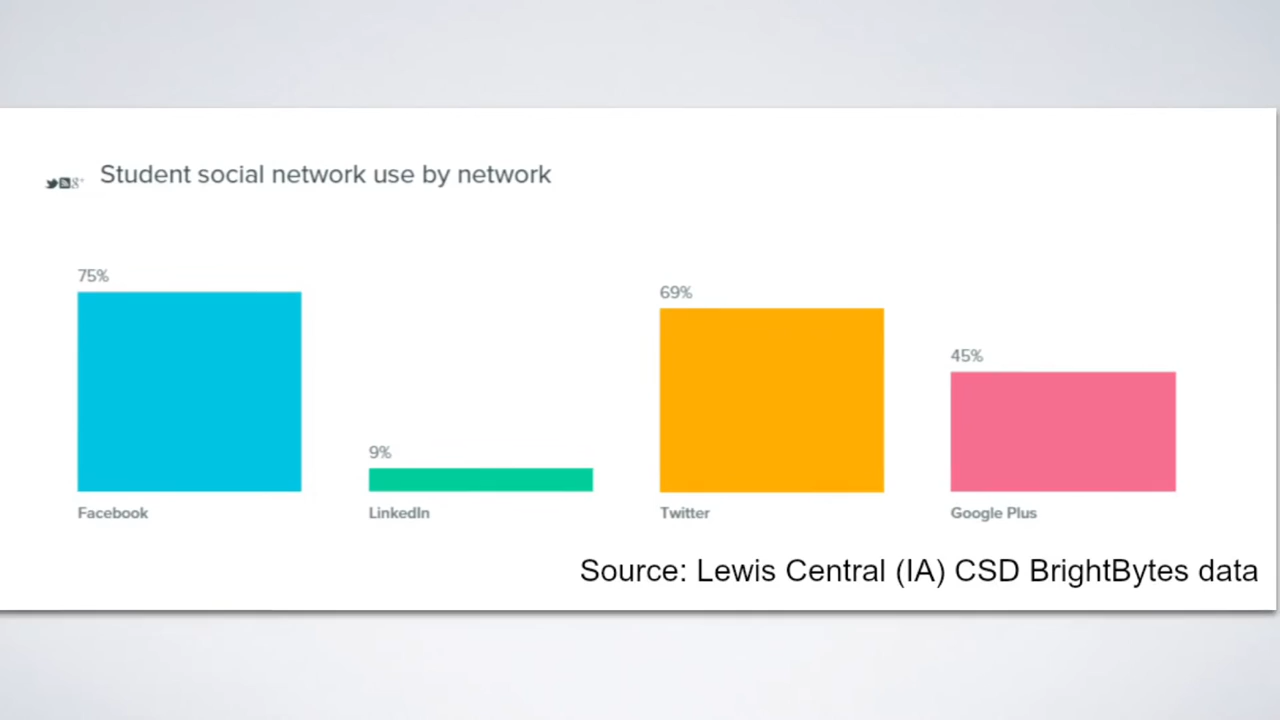 Student social network use by network
75%
69%
45%
9%
Facebook
LinkedIn
Twitter
Google Plus
Source: Lewis Central (IA) CSD BrightBytes data